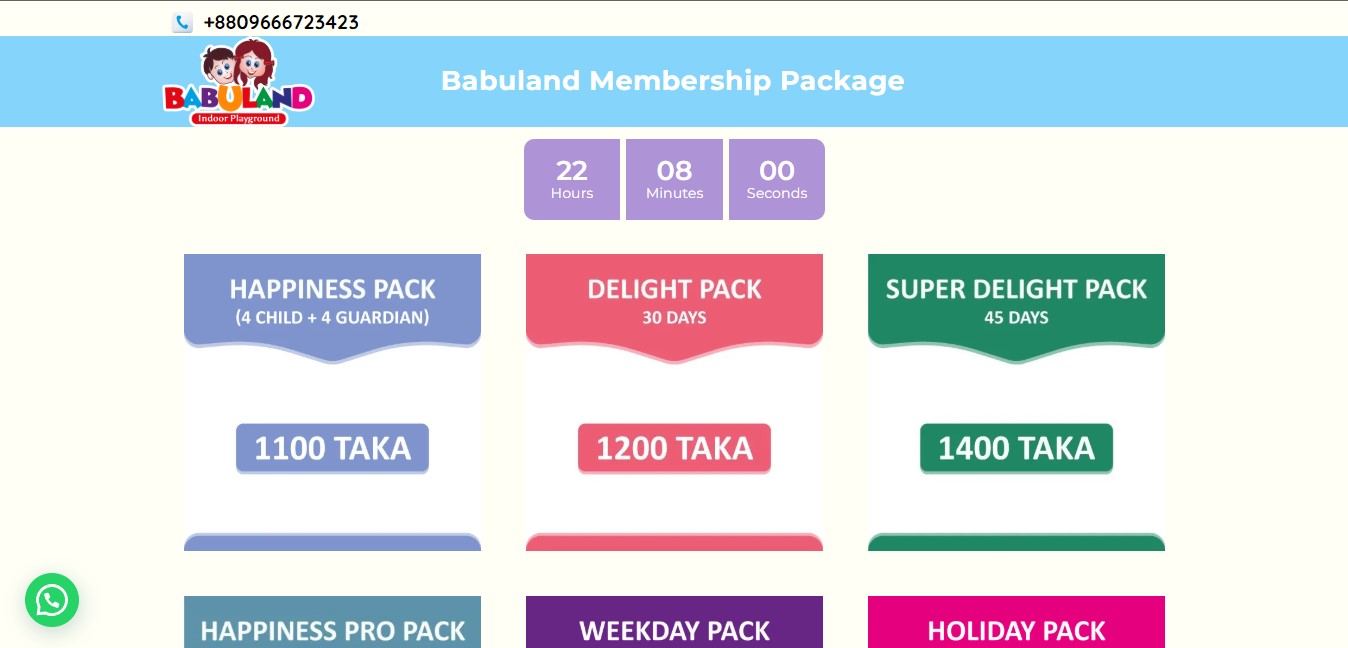 +8809666723423
BABULAND
Indoor Playground
Babuland Membership Package
22 08 00
Hours Minutes Seconds
HAPPINESS PACK
(4 CHILD + 4 GUARDIAN)
1100 TAKA
DELIGHT PACK
30 DAYS
1200 TAKA
SUPER DELIGHT PACK
45 DAYS
1400 TAKA
HAPPINESS PRO PACK
WEEKDAY PACK
HOLIDAY PACK